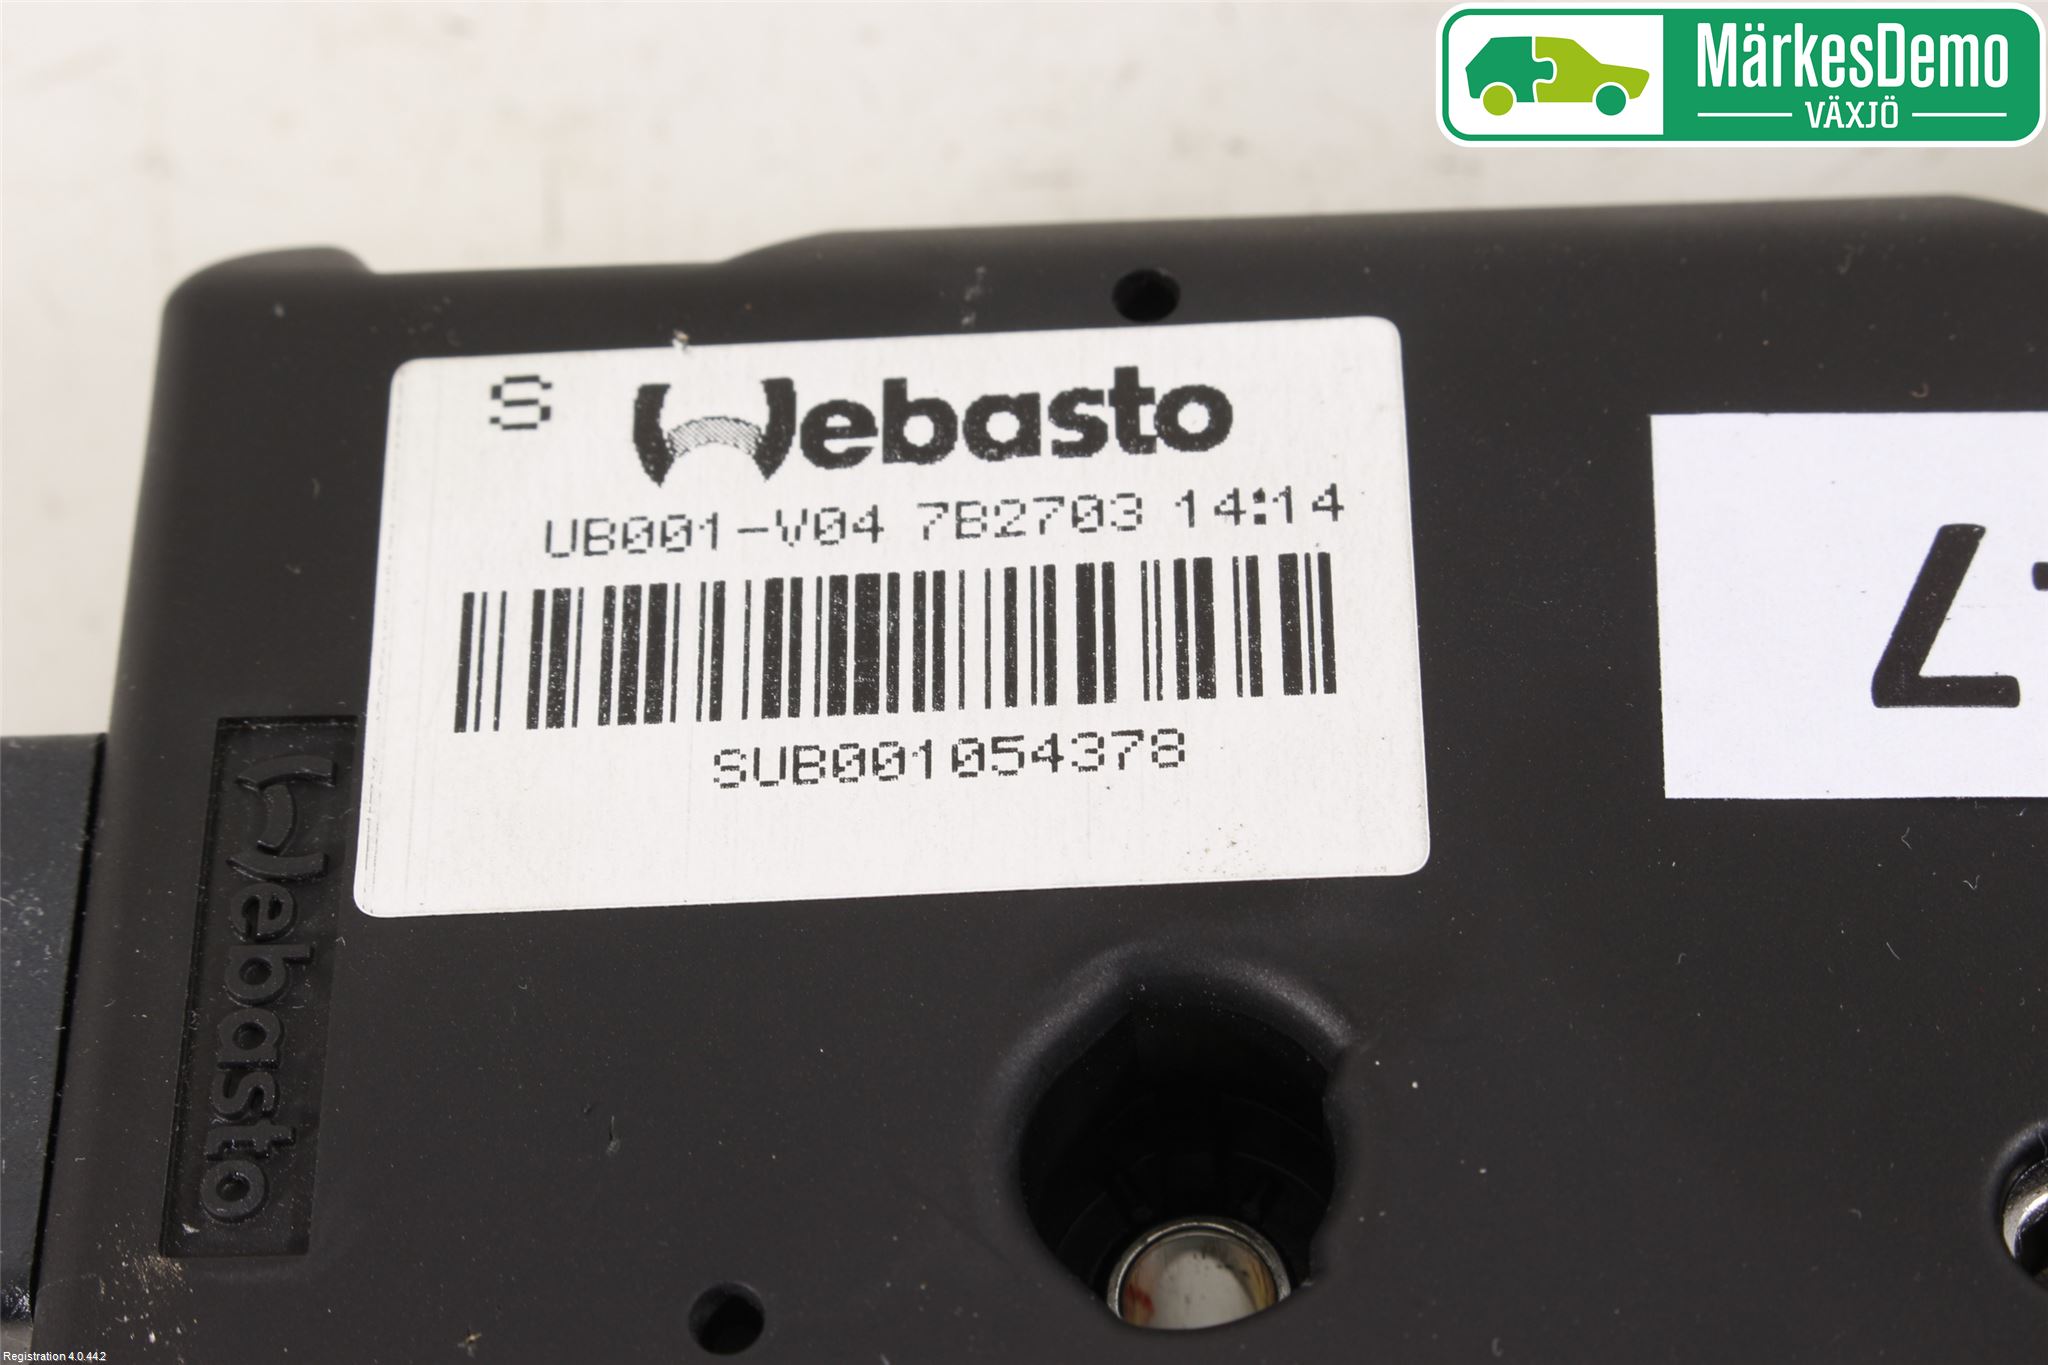 MärkesDemo
VÄXJÖ
S Webasto
UB001-V04 7B2703 14:14
SUB001054378
Webasto
Registration 4.0.44.2